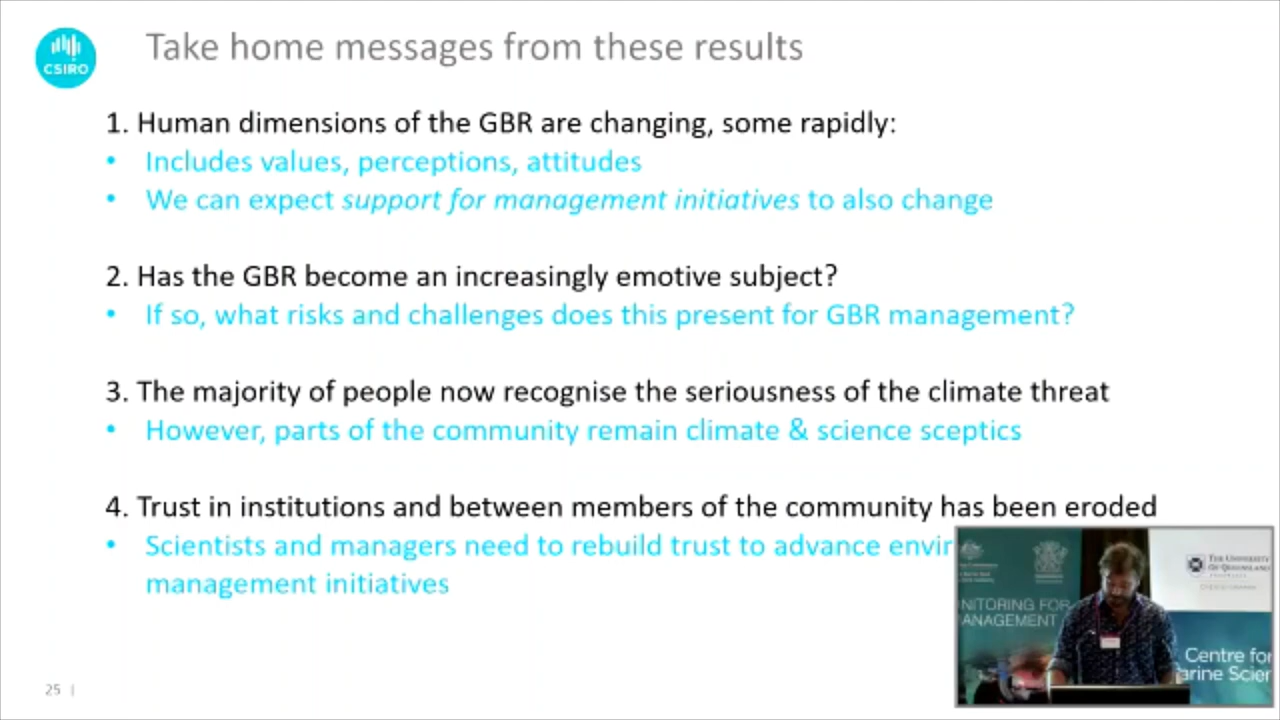 CSIRO
Take home messages from these results
1. Human dimensions of the GBR are changing, some rapidly:
• Includes values, perceptions, attitudes
• We can expect support for management initiatives to also change
2. Has the GBR become an increasingly emotive subject?
• If so, what risks and challenges does this present for GBR management?
3. The majority of people now recognise the seriousness of the climate threat
• However, parts of the community remain climate & science sceptics
4. Trust in institutions and between members of the community has been eroded
• Scientists and managers need to rebuild trust to advance envir
management initiatives
THE UNIVERSITY
OF QUEENSLAND
NITORING FOR
ANAGEMENT
Centre for
arine Scien
25 |